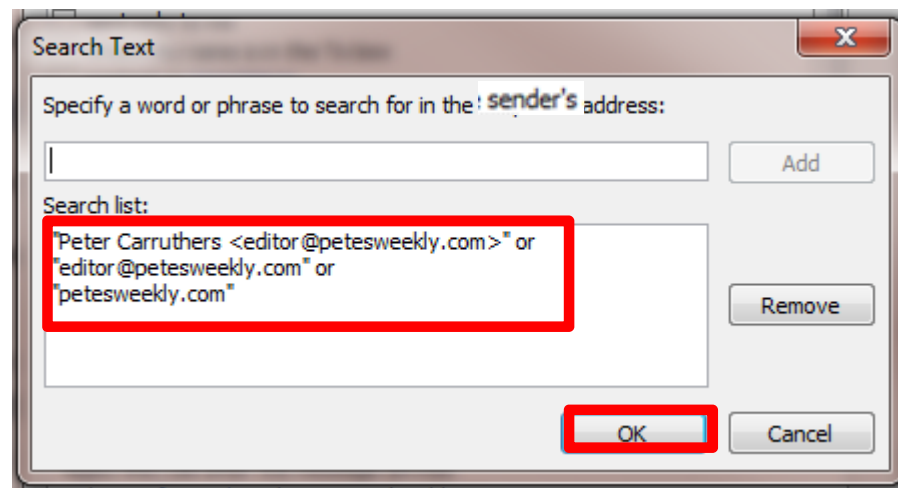 Search Text
Specify a word or phrase to search for in the sender's address:
Add
Search list:
"Peter Carruthers <editor@petesweekly.com>" or
"editor@petesweekly.com" or
"petesweekly.com"
Remove
OK
Cancel